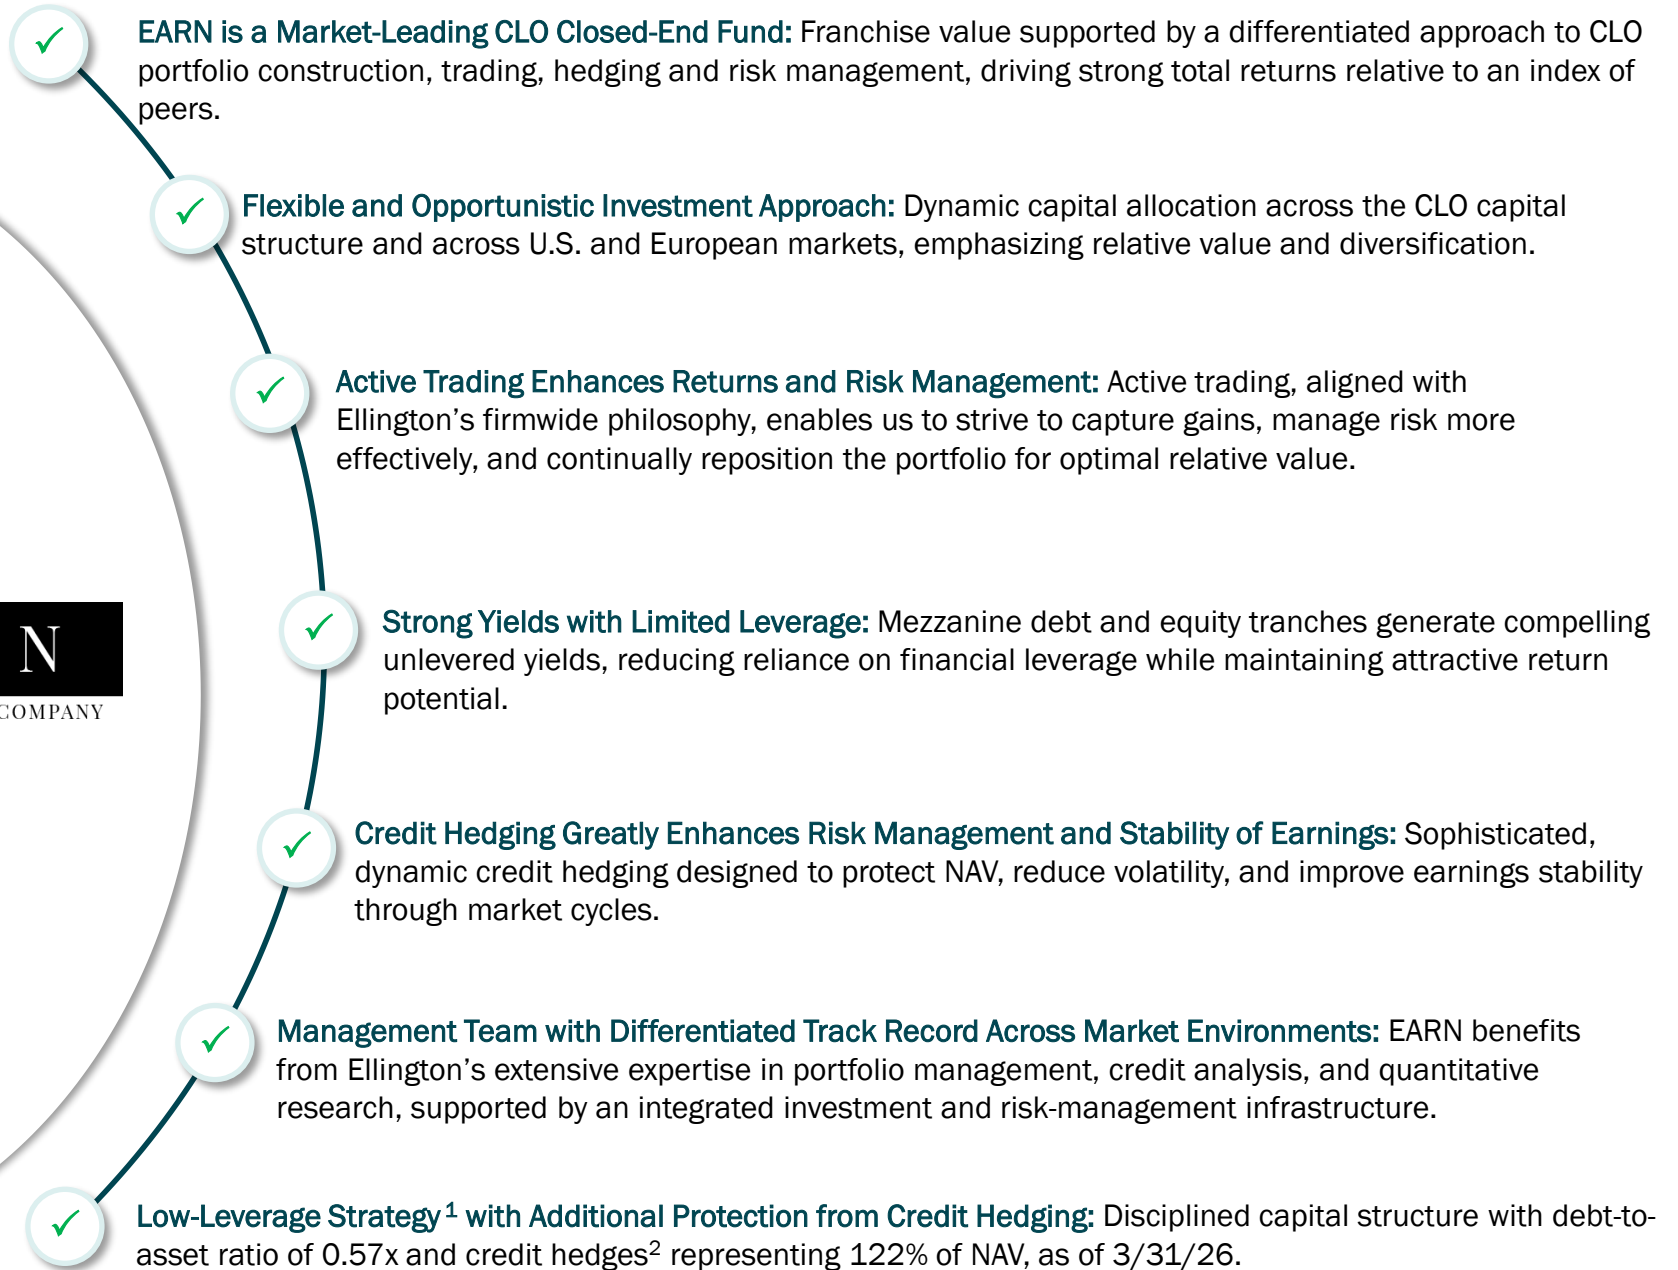 EARN is a Market-Leading CLO Closed-End Fund: Franchise value supported by a differentiated approach to CLO
portfolio construction, trading, hedging and risk management, driving strong total returns relative to an index of
peers.
Flexible and Opportunistic Investment Approach: Dynamic capital allocation across the CLO capital
structure and across U.S. and European markets, emphasizing relative value and diversification.
Active Trading Enhances Returns and Risk Management: Active trading, aligned with
Ellington’s firmwide philosophy, enables us to strive to capture gains, manage risk more
effectively, and continually reposition the portfolio for optimal relative value.
N
COMPANY
Strong Yields with Limited Leverage: Mezzanine debt and equity tranches generate compelling
unlevered yields, reducing reliance on financial leverage while maintaining attractive return
potential.
Credit Hedging Greatly Enhances Risk Management and Stability of Earnings: Sophisticated,
dynamic credit hedging designed to protect NAV, reduce volatility, and improve earnings stability
through market cycles.
Management Team with Differentiated Track Record Across Market Environments: EARN benefits
from Ellington’s extensive expertise in portfolio management, credit analysis, and quantitative
research, supported by an integrated investment and risk-management infrastructure.
Low-Leverage Strategy¹ with Additional Protection from Credit Hedging: Disciplined capital structure with debt-to-
asset ratio of 0.57x and credit hedges² representing 122% of NAV, as of 3/31/26.